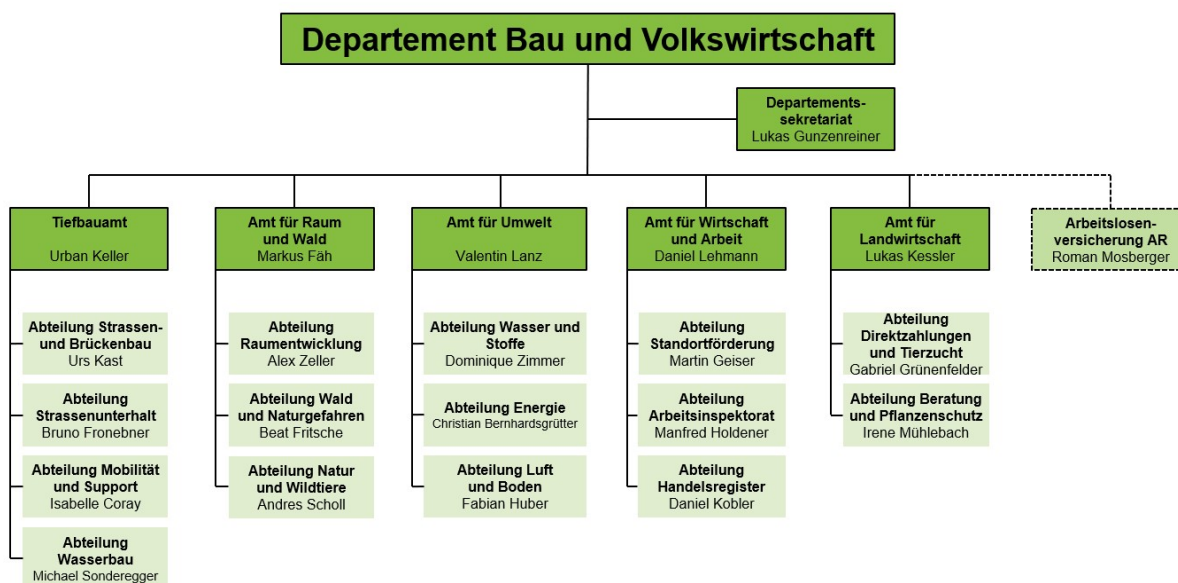 Departement Bau und Volkswirtschaft
Departements-
sekretariat
Lukas Gunzenreiner
Tiefbauamt
Urban Keller
Amt für Raum
und Wald
Markus Fäh
Amt für Umwelt
Valentin Lanz
Amt für Wirtschaft
und Arbeit
Daniel Lehmann
Amt für
Landwirtschaft
Lukas Kessler
Arbeitslosen-
versicherung AR
Roman Mosberger
Abteilung Strassen-
und Brückenbau
Urs Kast
Abteilung
Strassenunterhalt
Bruno Fronebner
Abteilung Mobilität
und Support
Isabelle Coray
Abteilung
Wasserbau
Michael Sonderegger
Abteilung
Raumentwicklung
Alex Zeller
Abteilung Wald
und Naturgefahren
Beat Fritsche
Abteilung Natur
und Wildtiere
Andres Scholl
Abteilung Wasser und
Stoffe
Dominique Zimmer
Abteilung Energie
Christian Bernhardsgrütter
Abteilung Luft
und Boden
Fabian Huber
Abteilung
Standortförderung
Martin Geiser
Abteilung
Arbeitsinspektorat
Manfred Holdener
Abteilung
Handelsregister
Daniel Kobler
Abteilung
Direktzahlungen
und Tierzucht
Gabriel Grünenfelder
Abteilung Beratung
und Pflanzenschutz
Irene Mühlebach